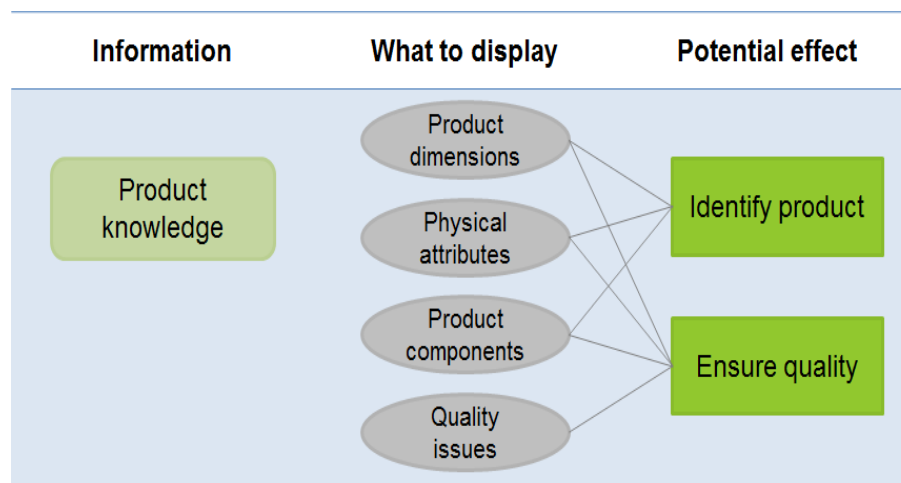 Information What to display Potential effect
Product
dimensions
Product
knowledge
Identify product
Physical
attributes
Product
components
Ensure quality
Quality
issues